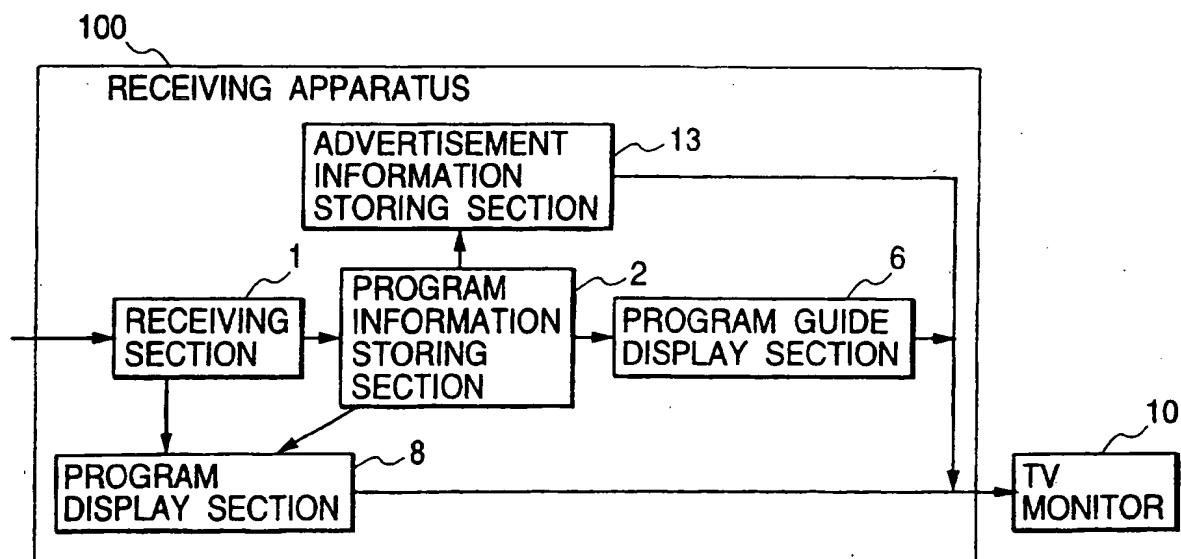 100
RECEIVING APPARATUS
ADVERTISEMENT
INFORMATION
STORING SECTION
13
1
RECEIVING
SECTION
2
PROGRAM
INFORMATION
STORING
SECTION
6
PROGRAM GUIDE
DISPLAY SECTION
8
PROGRAM
DISPLAY SECTION
10
TV
MONITOR